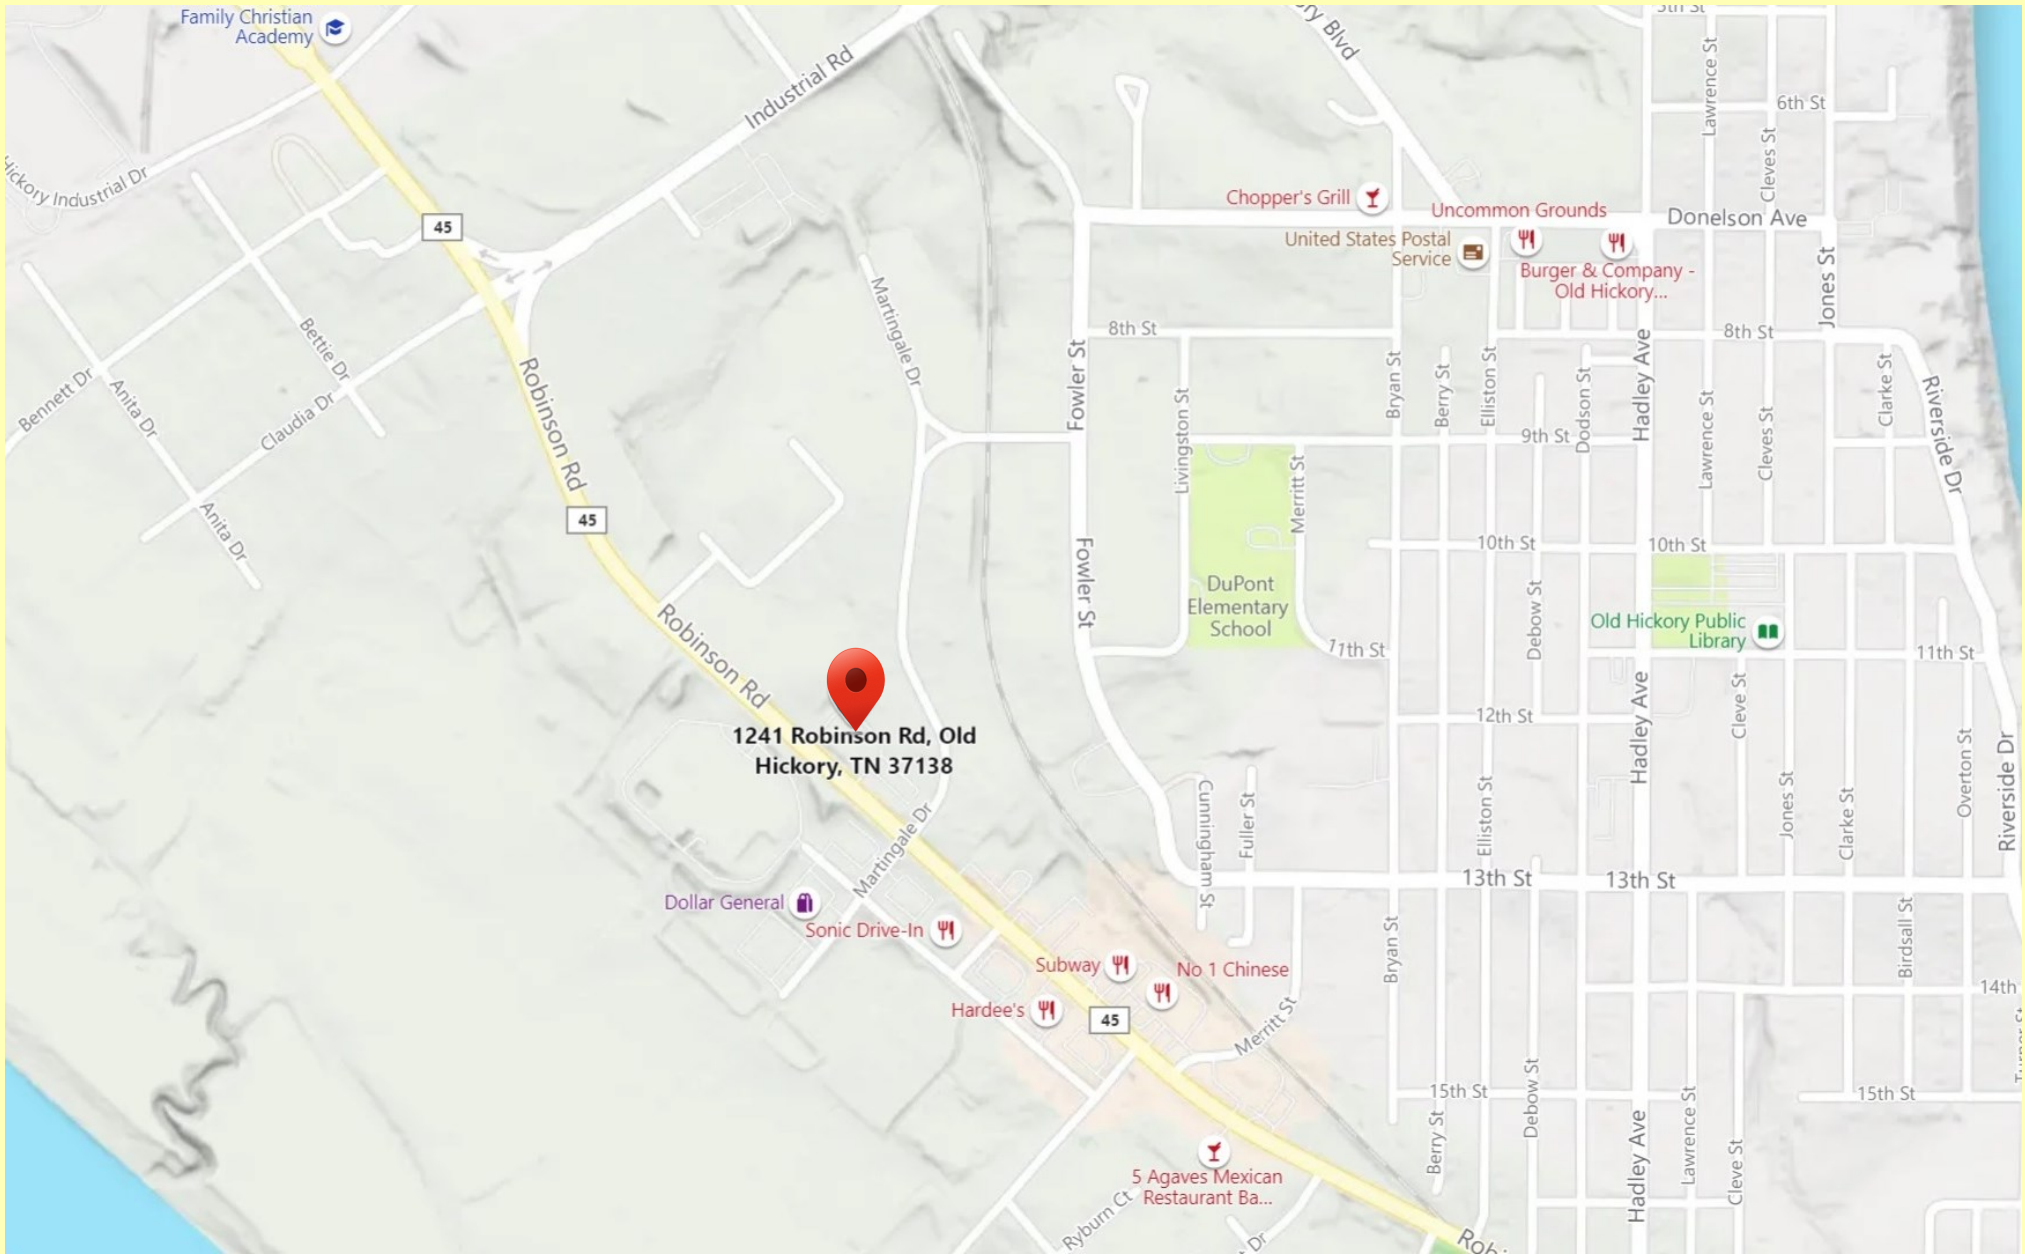 Family Christian
Academy
Industrial Rd
ry Blvd
5th St
Lawrence St
6th St
Cleves St
Hickory Industrial Dr
45
Chopper's Grill
Uncommon Grounds
Donelson Ave
United States Postal
Service
Burger & Company -
Old Hickory...
Jones St
Martingale Dr
Bettie Dr
8th St
8th St
Fowler St
Bennett Dr
Anita Dr
Claudia Dr
Robinson Rd
Livingston St
Bryan St
Berry St
Elliston St
Dodson St
Hadley Ave
Lawrence St
Cleves St
Clarke St
Riverside Dr
9th St
Merritt St
45
Anita Dr
Fowler St
10th St
10th St
DuPont
Elementary
School
Debow St
Old Hickory Public
Library
Robinson Rd
11th St
11th St
1241 Robinson Rd, Old
Hickory, TN 37138
12th St
Hadley Ave
Cleve St
Overton St
Riverside Dr
Cunningham St
Fuller St
Elliston St
Jones St
Clarke St
Martingale Dr
13th St
13th St
Dollar General
Sonic Drive-In
Bryan St
Birdsall St
Subway
No 1 Chinese
Hardee's
45
14th
Merritt St
15th St
15th St
Debow St
Berry St
Hadley Ave
Lawrence St
Cleve St
5 Agaves Mexican
Restaurant Ba...
Ryburn Ct
Dr
Robi